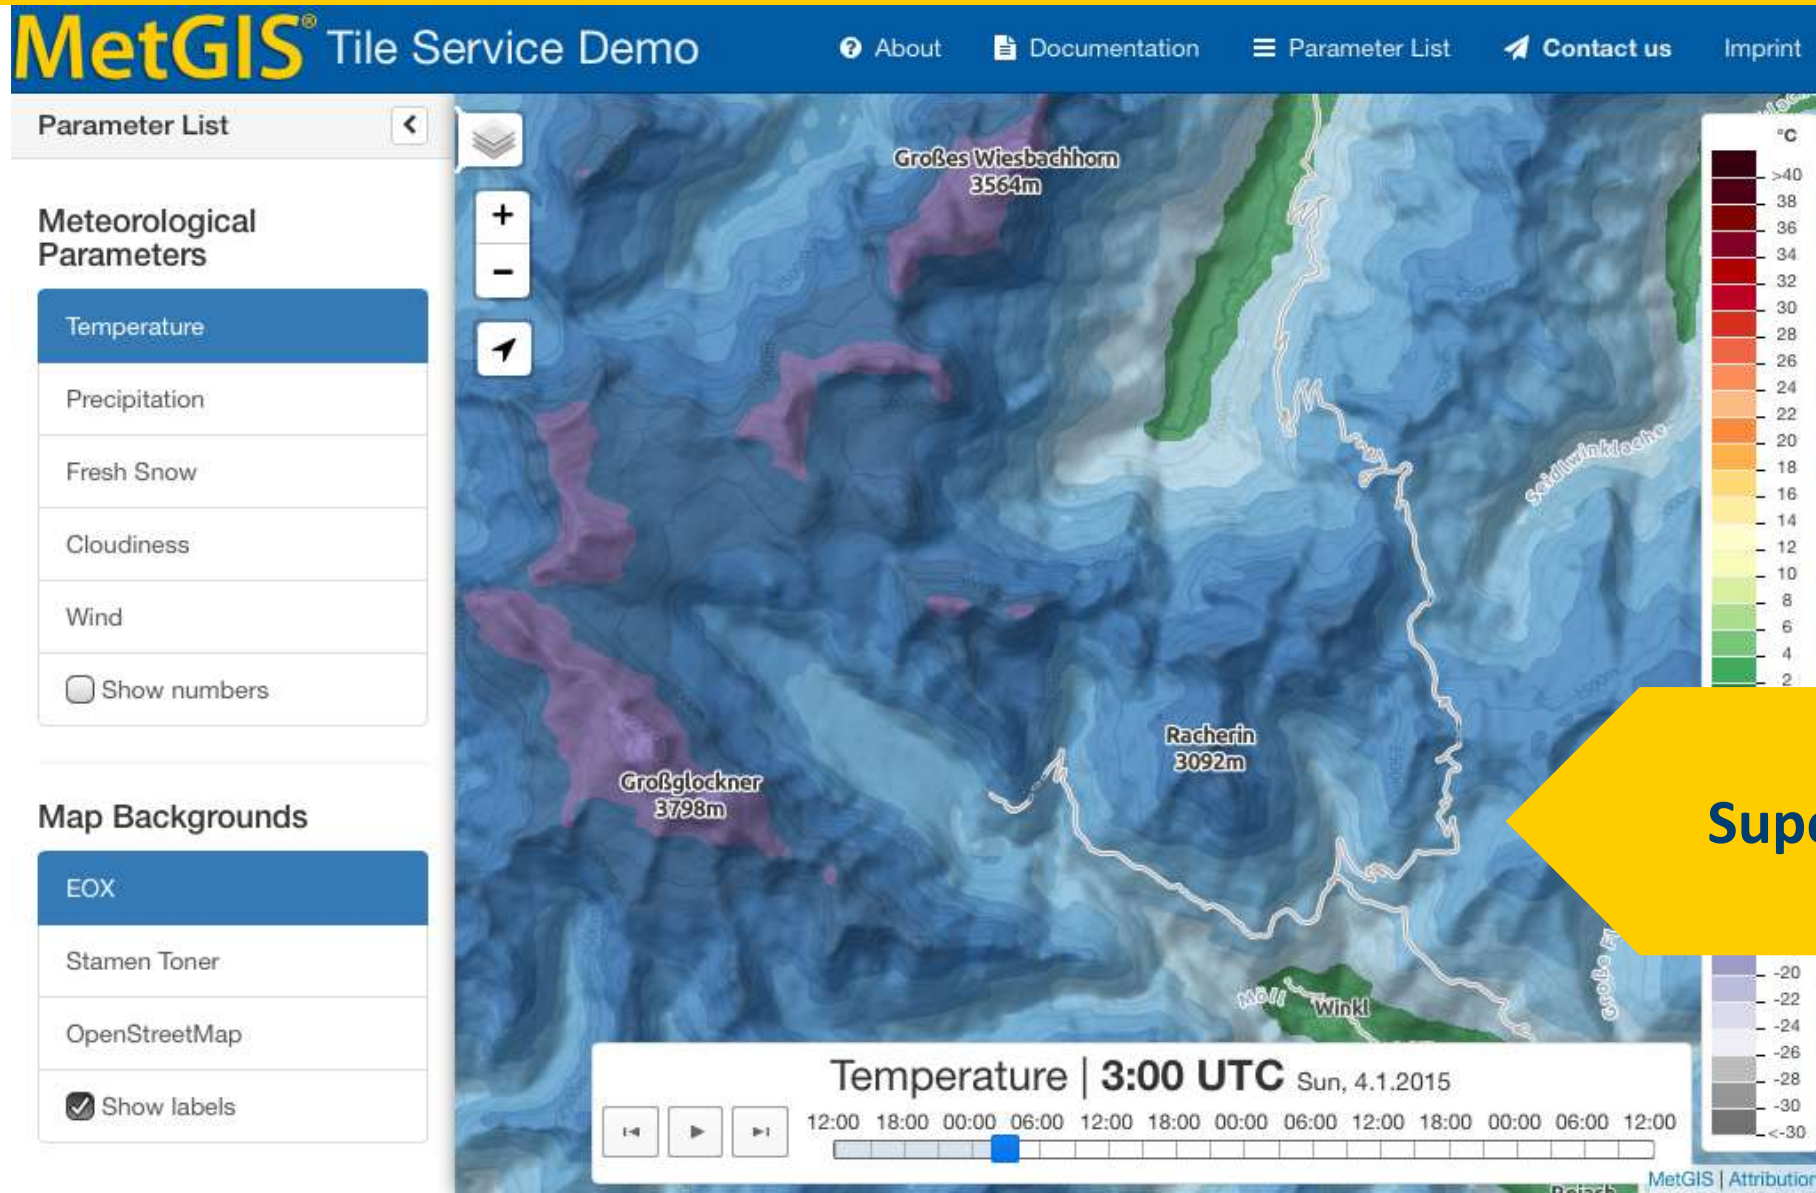 MetGIS® Tile Service Demo
About
Documentation
Parameter List
Contact us
Imprint
Parameter List
Meteorological
Parameters
Temperature
Precipitation
Fresh Snow
Cloudiness
Wind
Show numbers
Map Backgrounds
EOX
Stamen Toner
OpenStreetMap
Show labels
Großes Wiesbachhorn
3564m
Seidlwinklache
Racherin
3092m
Großglockner
3798m
Möll
Winkl
Große Fl
°C
>40
38
36
34
32
30
28
26
24
22
20
18
16
14
12
10
8
6
4
2
-20
-22
-24
-26
-28
-30
<-30
Temperature | 3:00 UTC Sun, 4.1.2015
12:00 18:00 00:00 06:00 12:00 18:00 00:00 06:00 12:00 18:00 00:00 06:00 12:00
MetGIS | Attribution